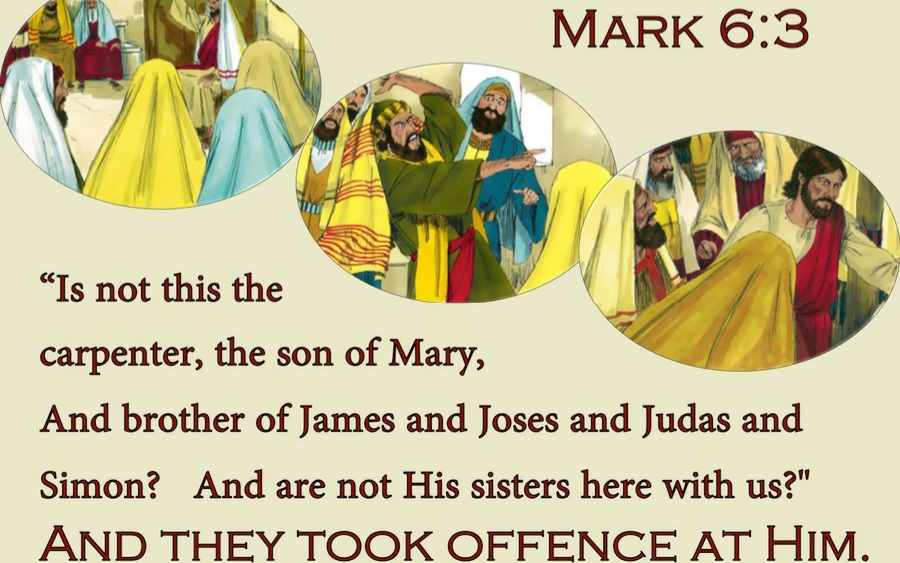 Mark 6:3
“Is not this the
carpenter, the son of Mary,
And brother of James and Joses and Judas and
Simon?   And are not His sisters here with us?"
And they took offence at Him.